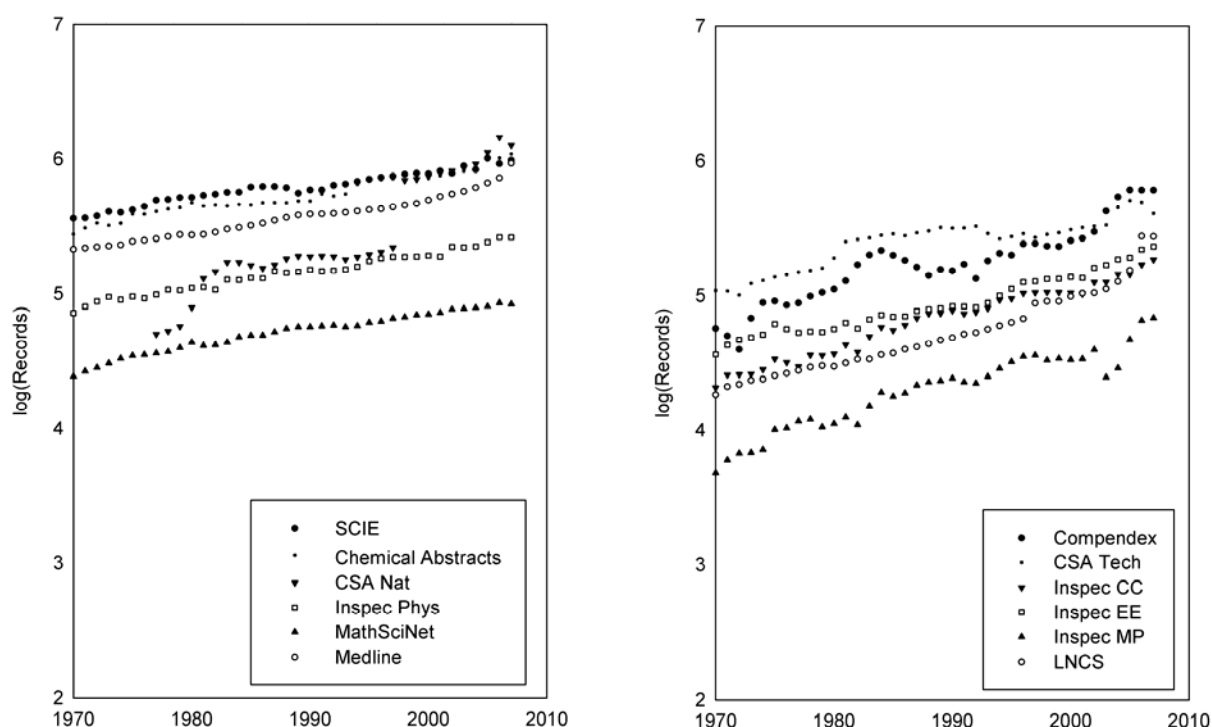 7
6
5
4
3
2
log(Records)
1970 1980 1990 2000 2010
SCIE
Chemical Abstracts
CSA Nat
Inspec Phys
MathSciNet
Medline
7
6
5
4
3
2
log(Records)
1970 1980 1990 2000 2010
Compendex
CSA Tech
Inspec CC
Inspec EE
Inspec MP
LNCS